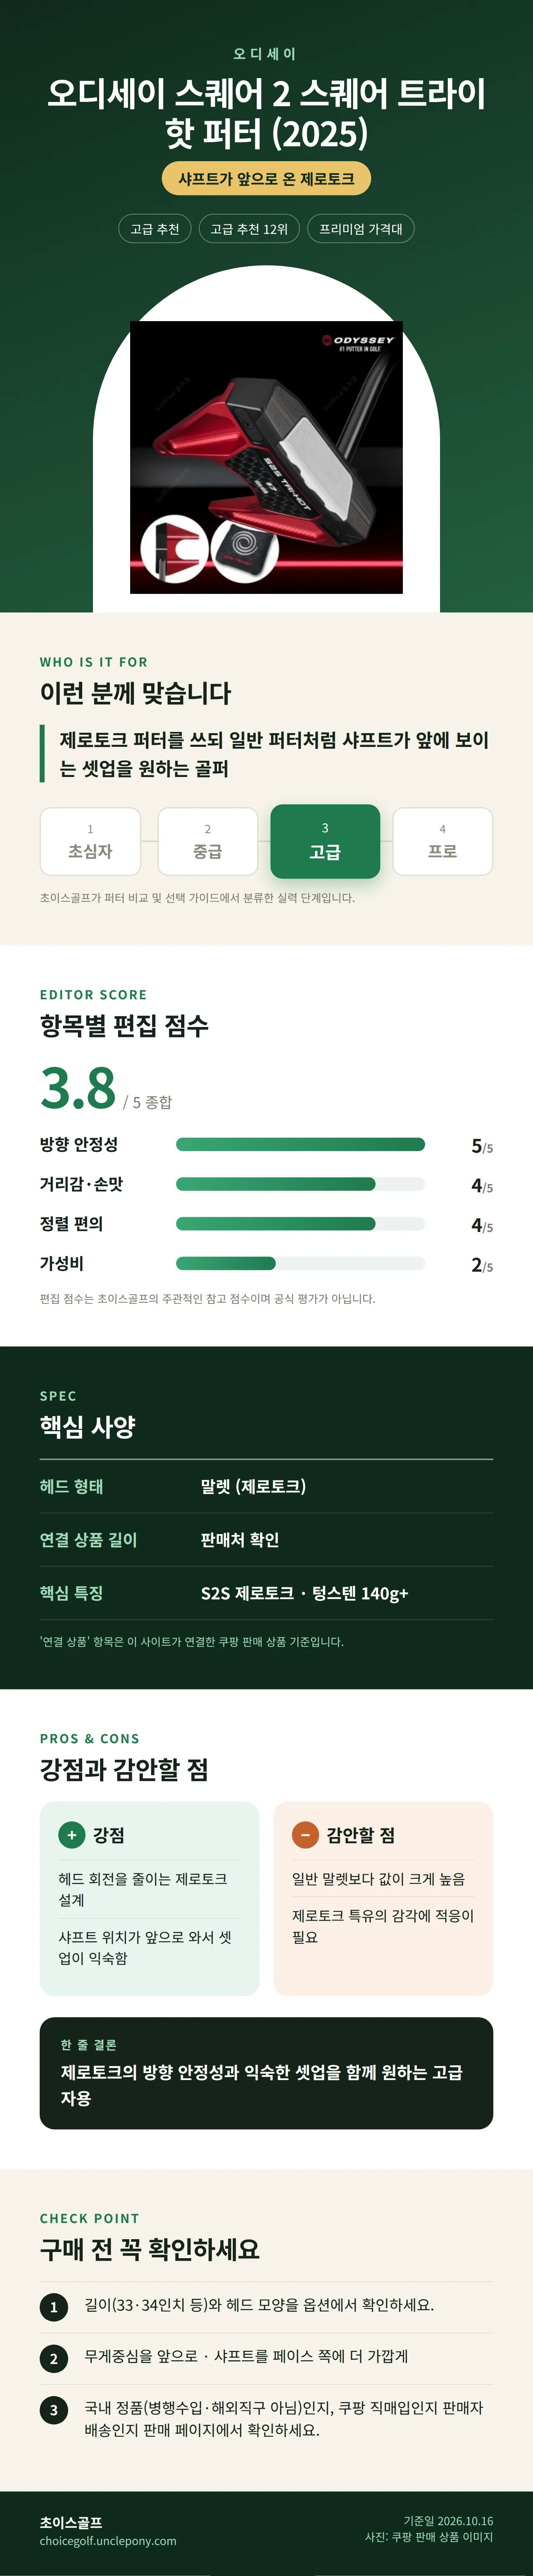 오디세이
오디세이 스퀘어 2 스퀘어 트라이
핫 퍼터 (2025)
샤프트가 앞으로 온 제로토크
고급 추천
고급 추천 12위
프리미엄 가격대
ODYSSEY
#1 PUTTER IN GOLF
S2S TRI-HOT
#7
WHO IS IT FOR
이런 분께 맞습니다
제로토크 퍼터를 쓰되 일반 퍼터처럼 샤프트가 앞에 보이
는 셋업을 원하는 골퍼
1
초심자
2
중급
3
고급
4
프로
초이스골프가 퍼터 비교 및 선택 가이드에서 분류한 실력 단계입니다.
EDITOR SCORE
항목별 편집 점수
3.8 / 5 종합
방향 안정성 5/5
거리감·손맛 4/5
정렬 편의 4/5
가성비 2/5
편집 점수는 초이스골프의 주관적인 참고 점수이며 공식 평가가 아닙니다.
SPEC
핵심 사양
헤드 형태 말렛 (제로토크)
연결 상품 길이 판매처 확인
핵심 특징 S2S 제로토크 · 텅스텐 140g+
'연결 상품' 항목은 이 사이트가 연결한 쿠팡 판매 상품 기준입니다.
PROS & CONS
강점과 감안할 점
+ 강점
헤드 회전을 줄이는 제로토크
설계
샤프트 위치가 앞으로 와서 셋
업이 익숙함
− 감안할 점
일반 말렛보다 값이 크게 높음
제로토크 특유의 감각에 적응이
필요
한 줄 결론
제로토크의 방향 안정성과 익숙한 셋업을 함께 원하는 고급
자용
CHECK POINT
구매 전 꼭 확인하세요
1 길이(33·34인치 등)와 헤드 모양을 옵션에서 확인하세요.
2 무게중심을 앞으로 · 샤프트를 페이스 쪽에 더 가깝게
3 국내 정품(병행수입·해외직구 아님)인지, 쿠팡 직매입인지 판매자
배송인지 판매 페이지에서 확인하세요.
초이스골프
choicegolf.unclepony.com
기준일 2026.10.16
사진: 쿠팡 판매 상품 이미지